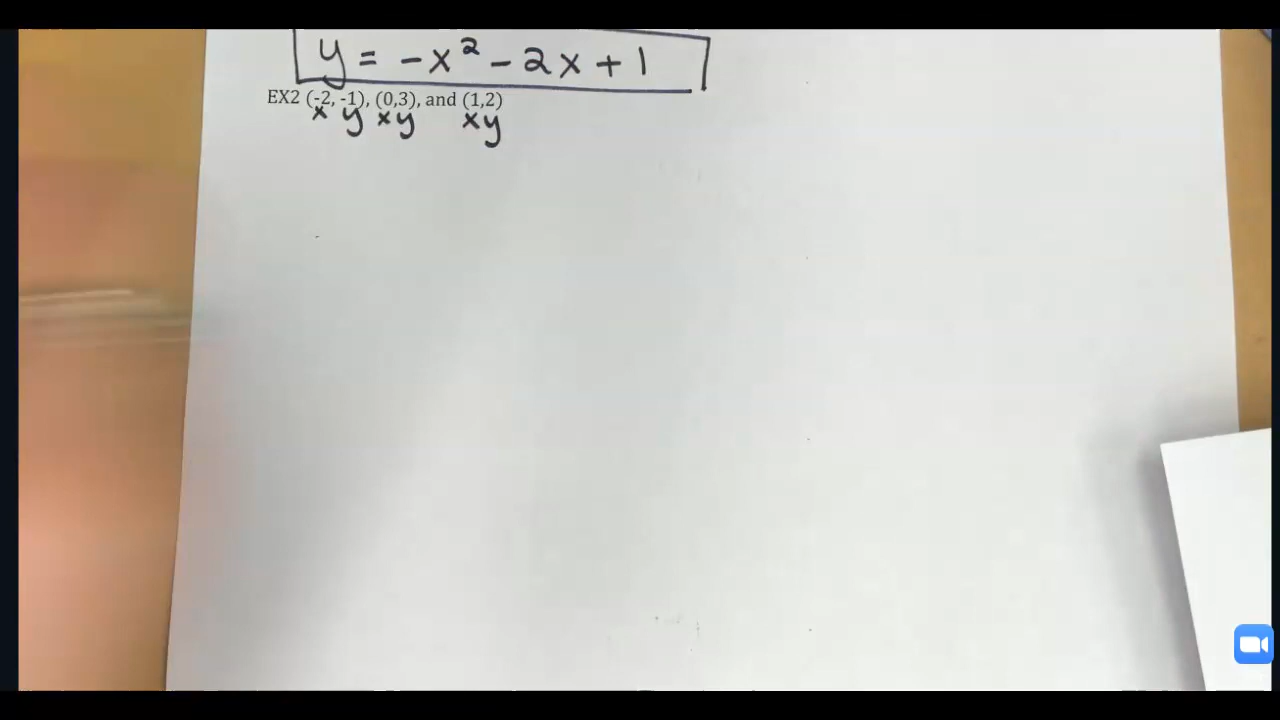 y = -x² - 2x + 1
EX2 (-2, -1), (0,3), and (1,2)
x y x y x y